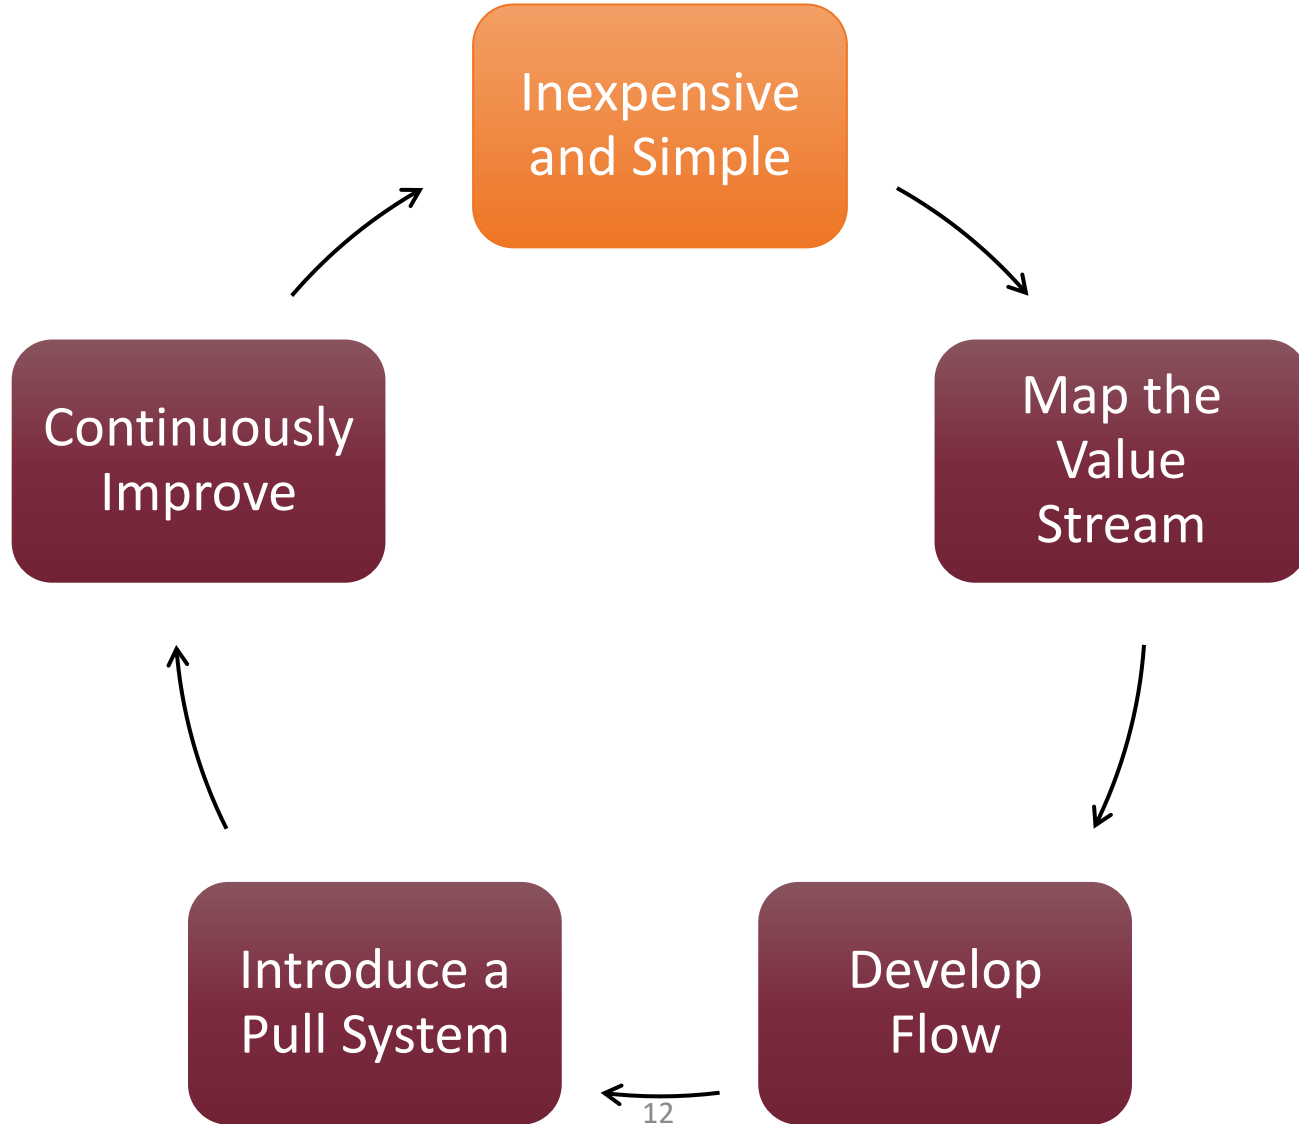 Inexpensive
and Simple
Map the
Value
Stream
Develop
Flow
Introduce a
Pull System
Continuously
Improve
12